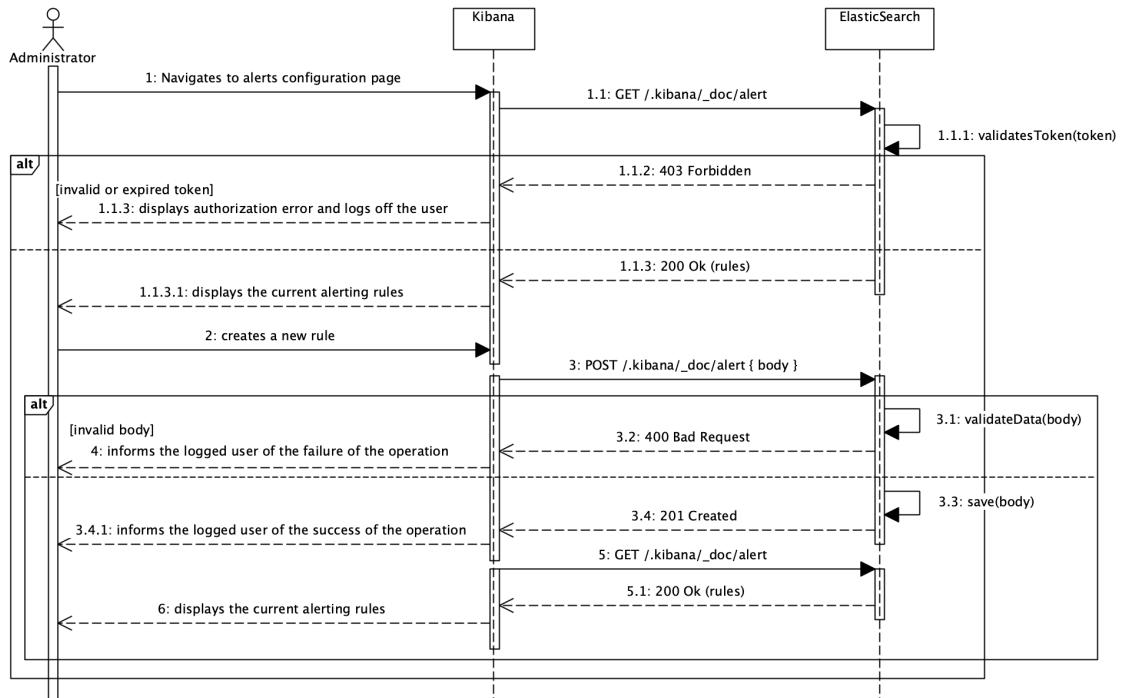 Kibana
ElasticSearch
Administrator
1: Navigates to alerts configuration page
1.1: GET /.kibana/_doc/alert
1.1.1: validatesToken(token)
alt
1.1.2: 403 Forbidden
[invalid or expired token]
1.1.3: displays authorization error and logs off the user
1.1.3: 200 Ok (rules)
1.1.3.1: displays the current alerting rules
2: creates a new rule
3: POST /.kibana/_doc/alert { body }
alt
3.1: validateData(body)
[invalid body]
3.2: 400 Bad Request
4: informs the logged user of the failure of the operation
3.3: save(body)
3.4: 201 Created
3.4.1: informs the logged user of the success of the operation
5: GET /.kibana/_doc/alert
5.1: 200 Ok (rules)
6: displays the current alerting rules